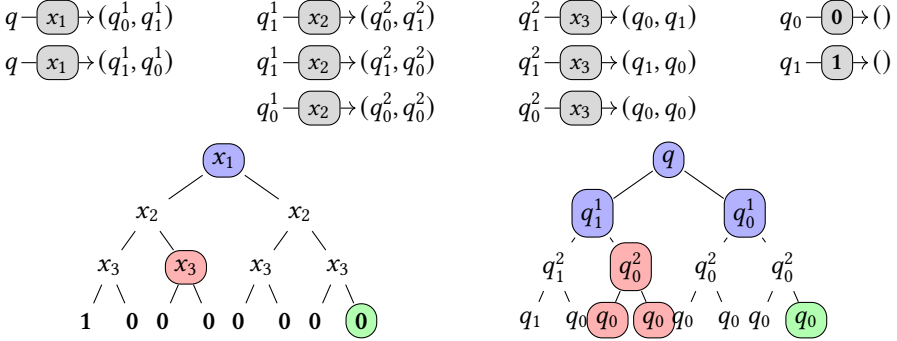 q x₁ (q₀¹, q₁¹) q₁¹ x₂ (q₀², q₁²) q₁² x₃ (q₀, q₁) q₀ 0 ()
q x₁ (q₁¹, q₀¹) q₁¹ x₂ (q₁², q₀²) q₁² x₃ (q₁, q₀) q₁ 1 ()
q₀¹ x₂ (q₀², q₀²) q₀² x₃ (q₀, q₀)
x₁ q
x₂ x₂ q₁¹ q₀¹
x₃ x₃ x₃ x₃ q₁² q₀² q₀² q₀²
1 0 0 0 0 0 0 0 q₁ q₀ q₀ q₀ q₀ q₀ q₀ q₀